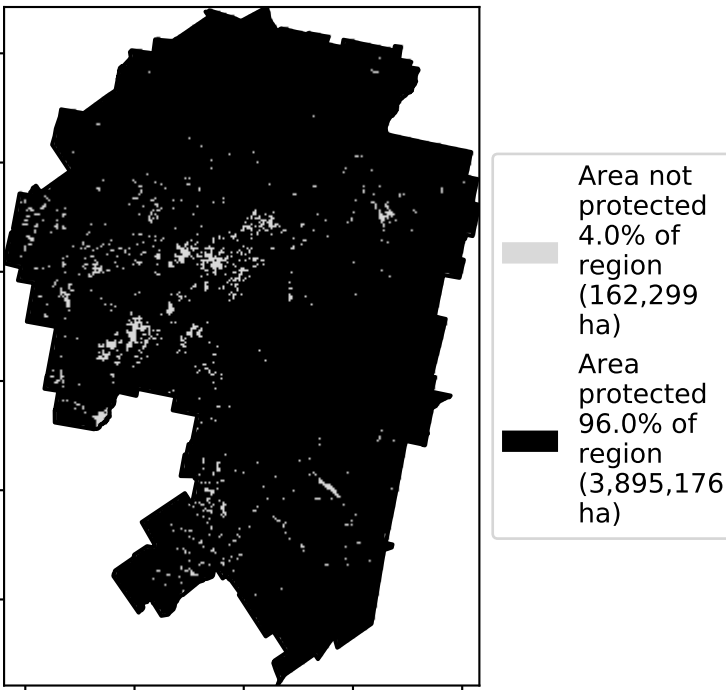 Area not
protected
4.0% of
region
(162,299
ha)
Area
protected
96.0% of
region
(3,895,176
ha)